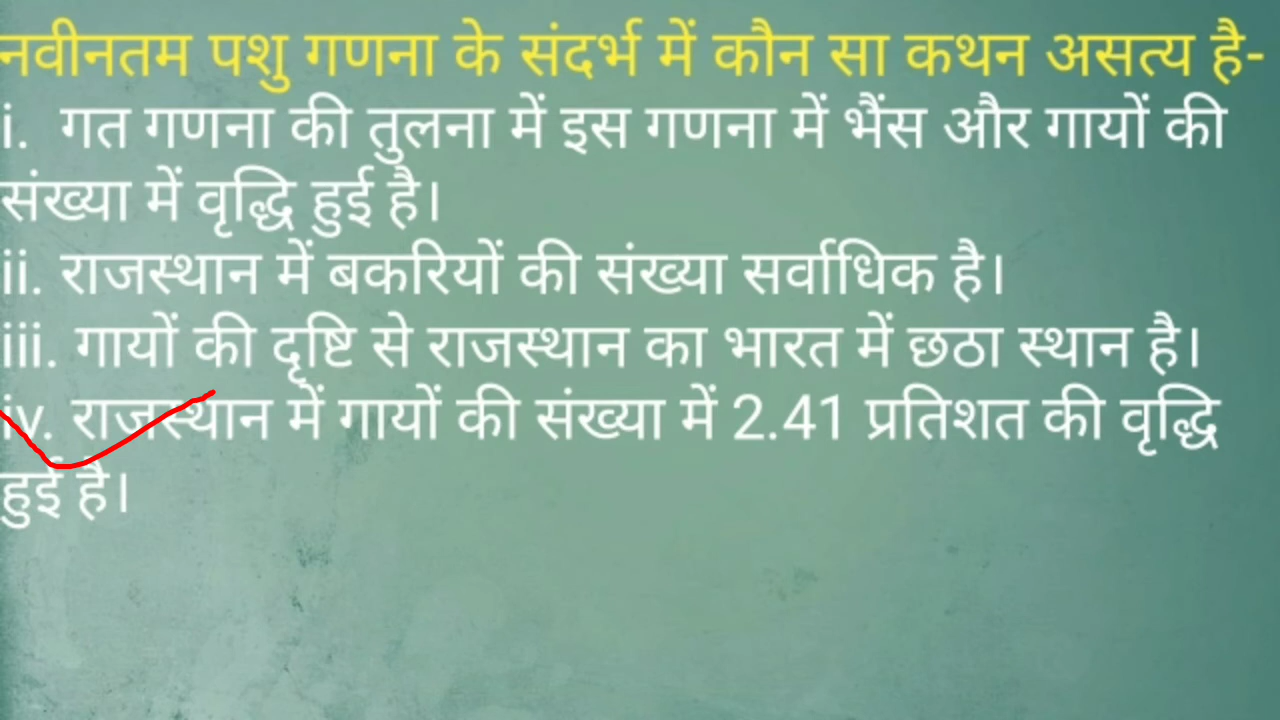 नवीनतम पशु गणना के संदर्भ में कौन सा कथन असत्य है-
i. गत गणना की तुलना में इस गणना में भैंस और गायों की
संख्या में वृद्धि हुई है।
ii. राजस्थान में बकरियों की संख्या सर्वाधिक है।
iii. गायों की दृष्टि से राजस्थान का भारत में छठा स्थान है।
iv. राजस्थान में गायों की संख्या में 2.41 प्रतिशत की वृद्धि
हुई है।